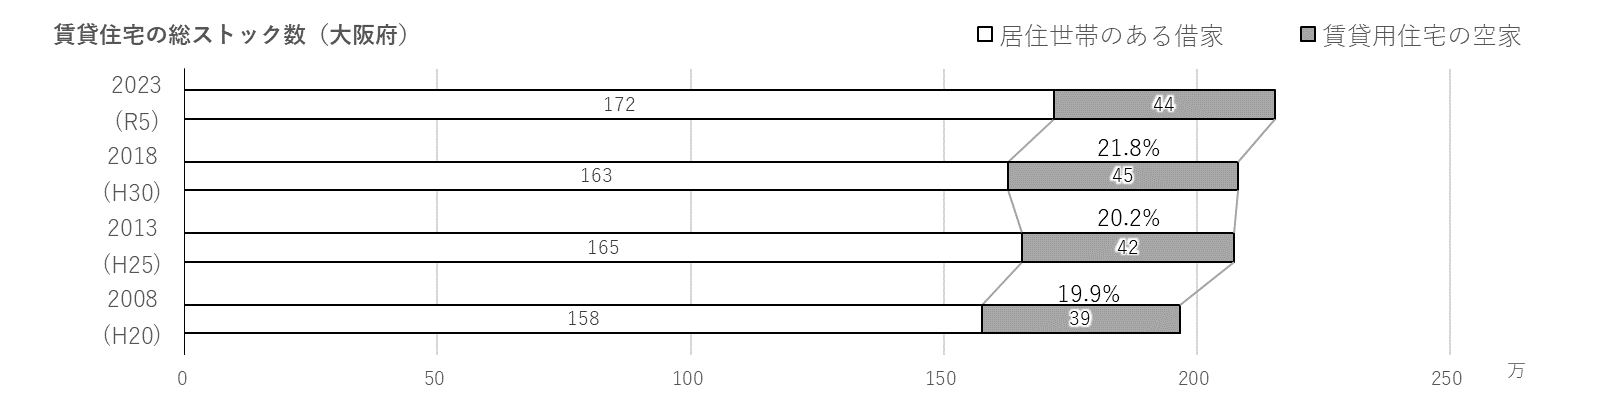 賃貸住宅の総ストック数（大阪府）
居住世帯のある借家 賃貸用住宅の空家
2023
（R5） 172 44
21.8%
2018
（H30） 163 45
20.2%
2013
（H25） 165 42
19.9%
2008
（H20） 158 39
0 50 100 150 200 250 万